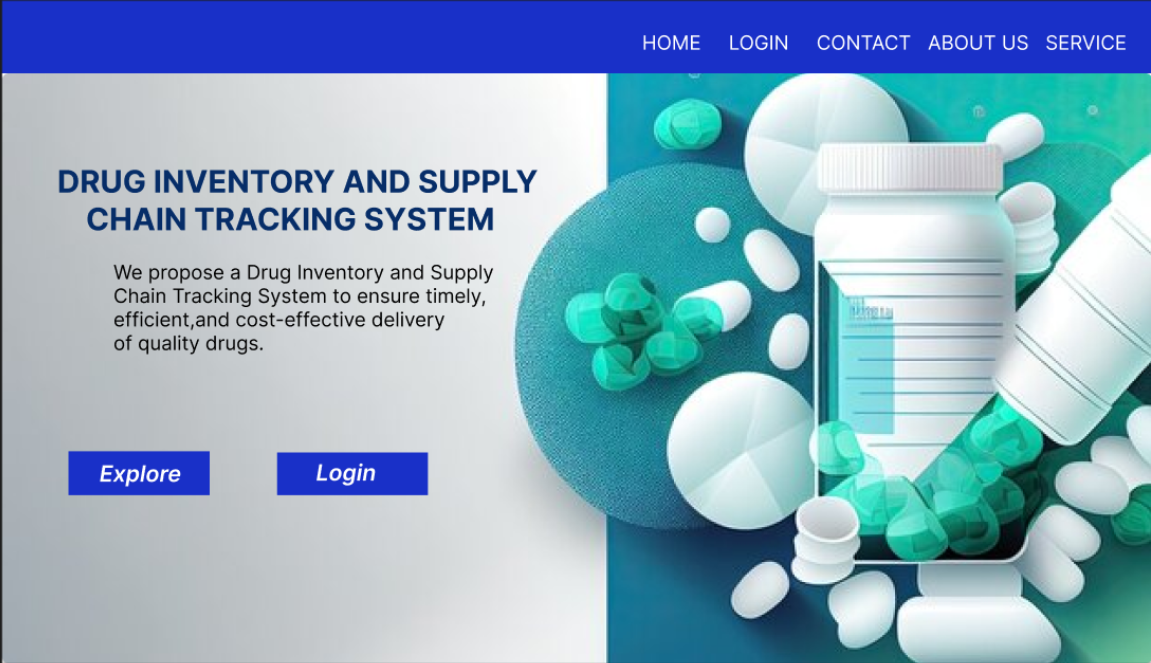 HOME LOGIN CONTACT ABOUT US SERVICE
DRUG INVENTORY AND SUPPLY
CHAIN TRACKING SYSTEM
We propose a Drug Inventory and Supply
Chain Tracking System to ensure timely,
efficient,and cost-effective delivery
of quality drugs.
Explore Login